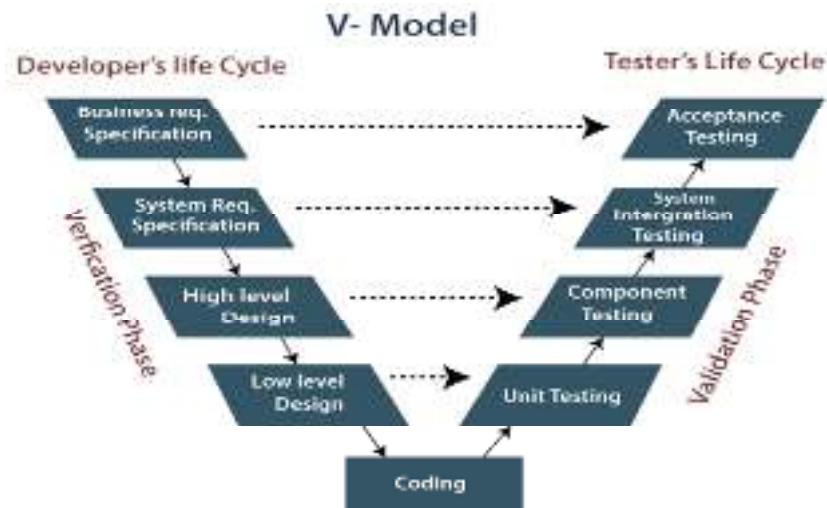 V- Model
Developer's life Cycle
Tester's Life Cycle
Business req.
Specification
Acceptance
Testing
System Req.
Specification
System
Intergration
Testing
High level
Design
Component
Testing
Low level
Design
Unit Testing
Coding
Verfication Phase
Validation Phase